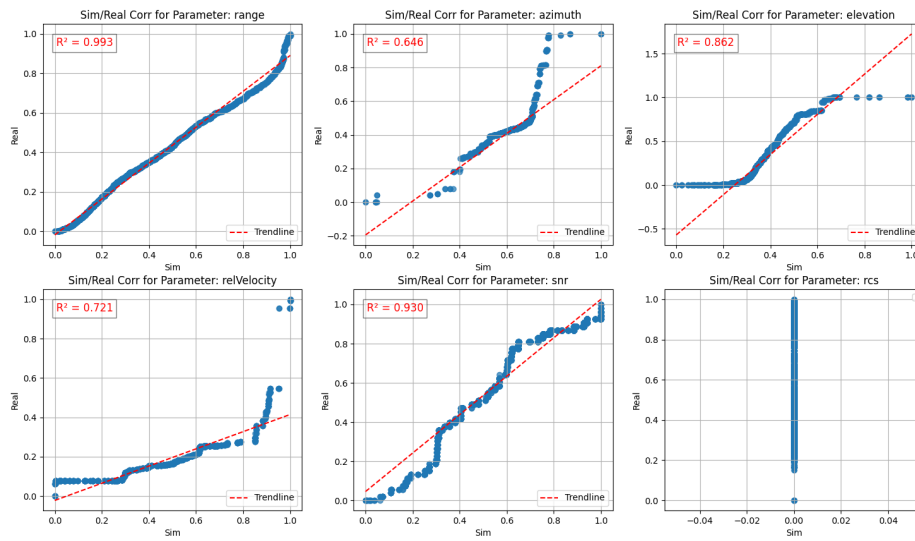 Sim/Real Corr for Parameter: range
R² = 0.993
1.0
0.8
0.6
0.4
0.2
0.0
Real
0.0 0.2 0.4 0.6 0.8 1.0
Sim
Trendline
Sim/Real Corr for Parameter: azimuth
R² = 0.646
1.0
0.8
0.6
0.4
0.2
0.0
−0.2
Real
0.0 0.2 0.4 0.6 0.8 1.0
Sim
Trendline
Sim/Real Corr for Parameter: elevation
R² = 0.862
1.5
1.0
0.5
0.0
−0.5
Real
0.0 0.2 0.4 0.6 0.8 1.0
Sim
Trendline
Sim/Real Corr for Parameter: relVelocity
R² = 0.721
1.0
0.8
0.6
0.4
0.2
0.0
Real
0.0 0.2 0.4 0.6 0.8 1.0
Sim
Trendline
Sim/Real Corr for Parameter: snr
R² = 0.930
1.0
0.8
0.6
0.4
0.2
0.0
Real
0.0 0.2 0.4 0.6 0.8 1.0
Sim
Trendline
Sim/Real Corr for Parameter: rcs
1.0
0.8
0.6
0.4
0.2
0.0
Real
−0.04 −0.02 0.00 0.02 0.04
Sim